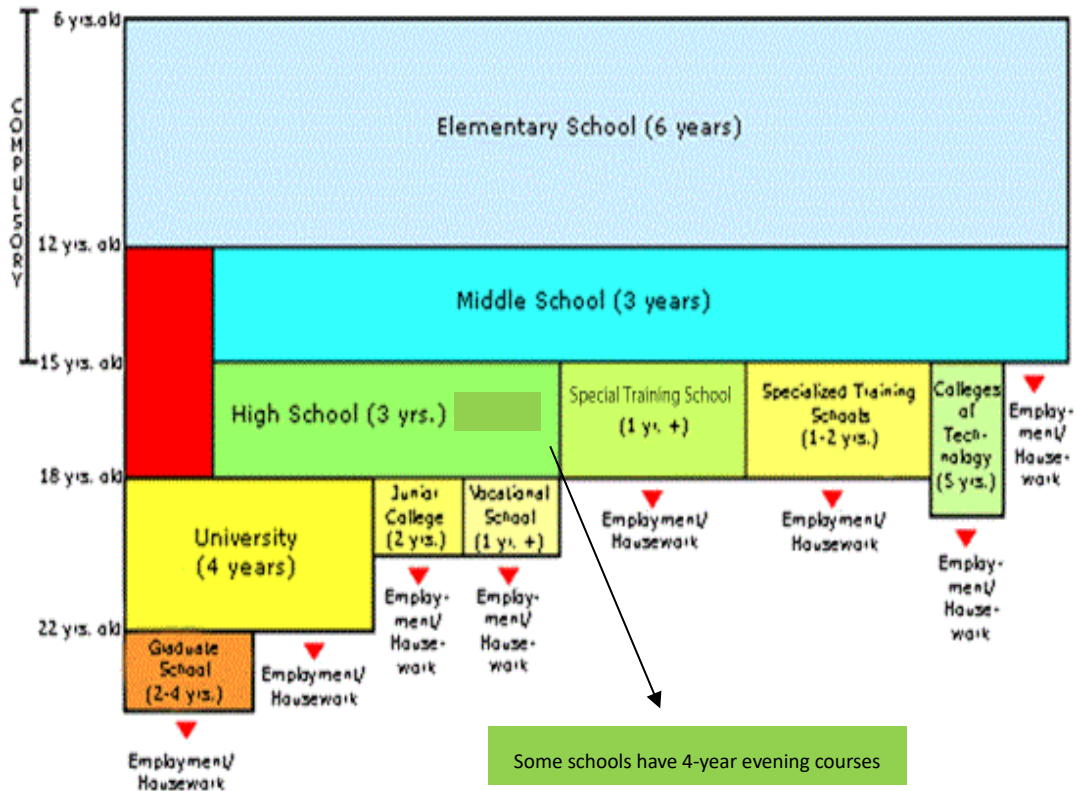 6 yrs.old
COMPULSORY
Elementary School (6 years)
12 yrs. old
Middle School (3 years)
15 yrs. old
High School (3 yrs.)
Special Training School
(1 yr. +)
Specialized Training
Schools
(1-2 yrs.)
Colleges
of
Tech-
nology
(5 yrs.)
Employ-
ment/
House-
work
18 yrs. old
University
(4 years)
Junior
College
(2 yrs.)
Vocational
School
(1 yr. +)
Employment/
Housework
Employment/
Housework
Employ-
ment/
House-
work
Employ-
ment/
House-
work
Employ-
ment/
House-
work
22 yrs. old
Graduate
School
(2-4 yrs.)
Employment/
Housework
Employment/
Housework
Some schools have 4-year evening courses